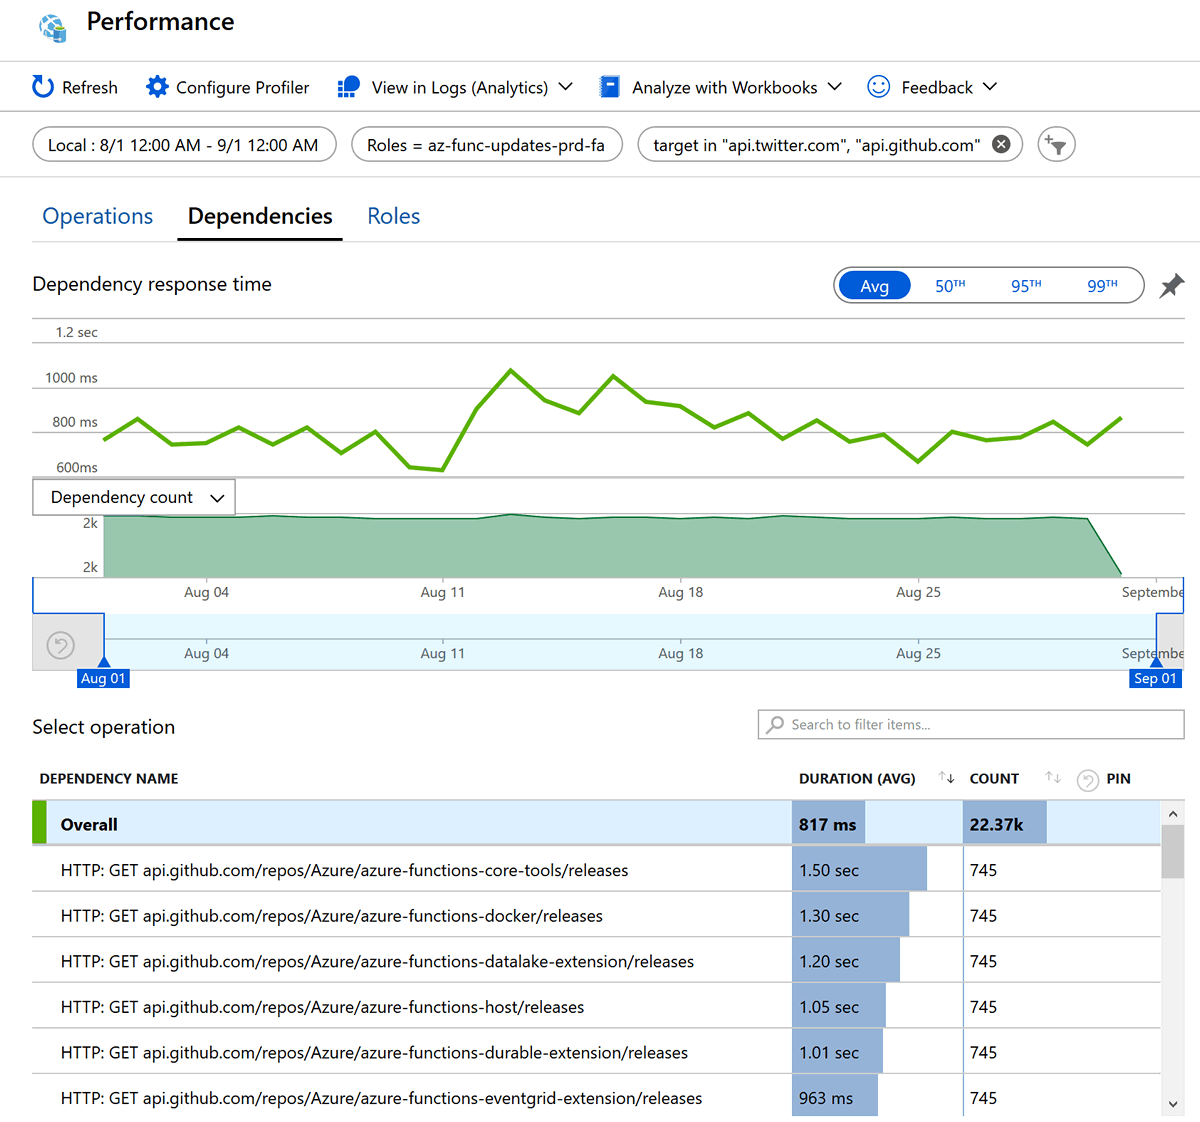 Performance
Refresh Configure Profiler View in Logs (Analytics) Analyze with Workbooks Feedback
Local : 8/1 12:00 AM - 9/1 12:00 AM Roles = az-func-updates-prd-fa target in "api.twitter.com", "api.github.com"
Operations Dependencies Roles
Dependency response time Avg 50TH 95TH 99TH
1.2 sec
1000 ms
800 ms
600ms
Dependency count
2k
2k
Aug 04 Aug 11 Aug 18 Aug 25 Septembe
Aug 04 Aug 11 Aug 18 Aug 25 Septembe
Aug 01 Sep 01
Select operation Search to filter items...
DEPENDENCY NAME DURATION (AVG) COUNT PIN
Overall 817 ms 22.37k
HTTP: GET api.github.com/repos/Azure/azure-functions-core-tools/releases 1.50 sec 745
HTTP: GET api.github.com/repos/Azure/azure-functions-docker/releases 1.30 sec 745
HTTP: GET api.github.com/repos/Azure/azure-functions-datalake-extension/releases 1.20 sec 745
HTTP: GET api.github.com/repos/Azure/azure-functions-host/releases 1.05 sec 745
HTTP: GET api.github.com/repos/Azure/azure-functions-durable-extension/releases 1.01 sec 745
HTTP: GET api.github.com/repos/Azure/azure-functions-eventgrid-extension/releases 963 ms 745